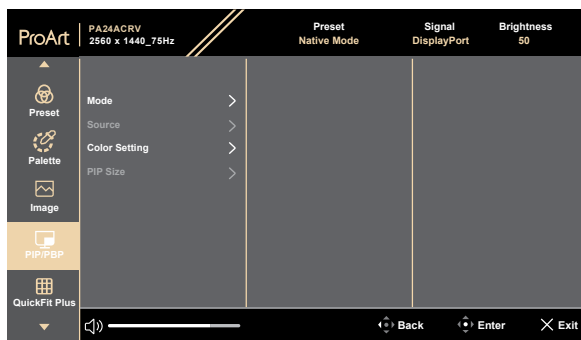 ProArt
PA24ACRV
2560 x 1440_75Hz
Preset
Native Mode
Signal
DisplayPort
Brightness
50
Preset
Palette
Image
PIP/PBP
QuickFit Plus
Mode
Source
Color Setting
PIP Size
Back
Enter
Exit